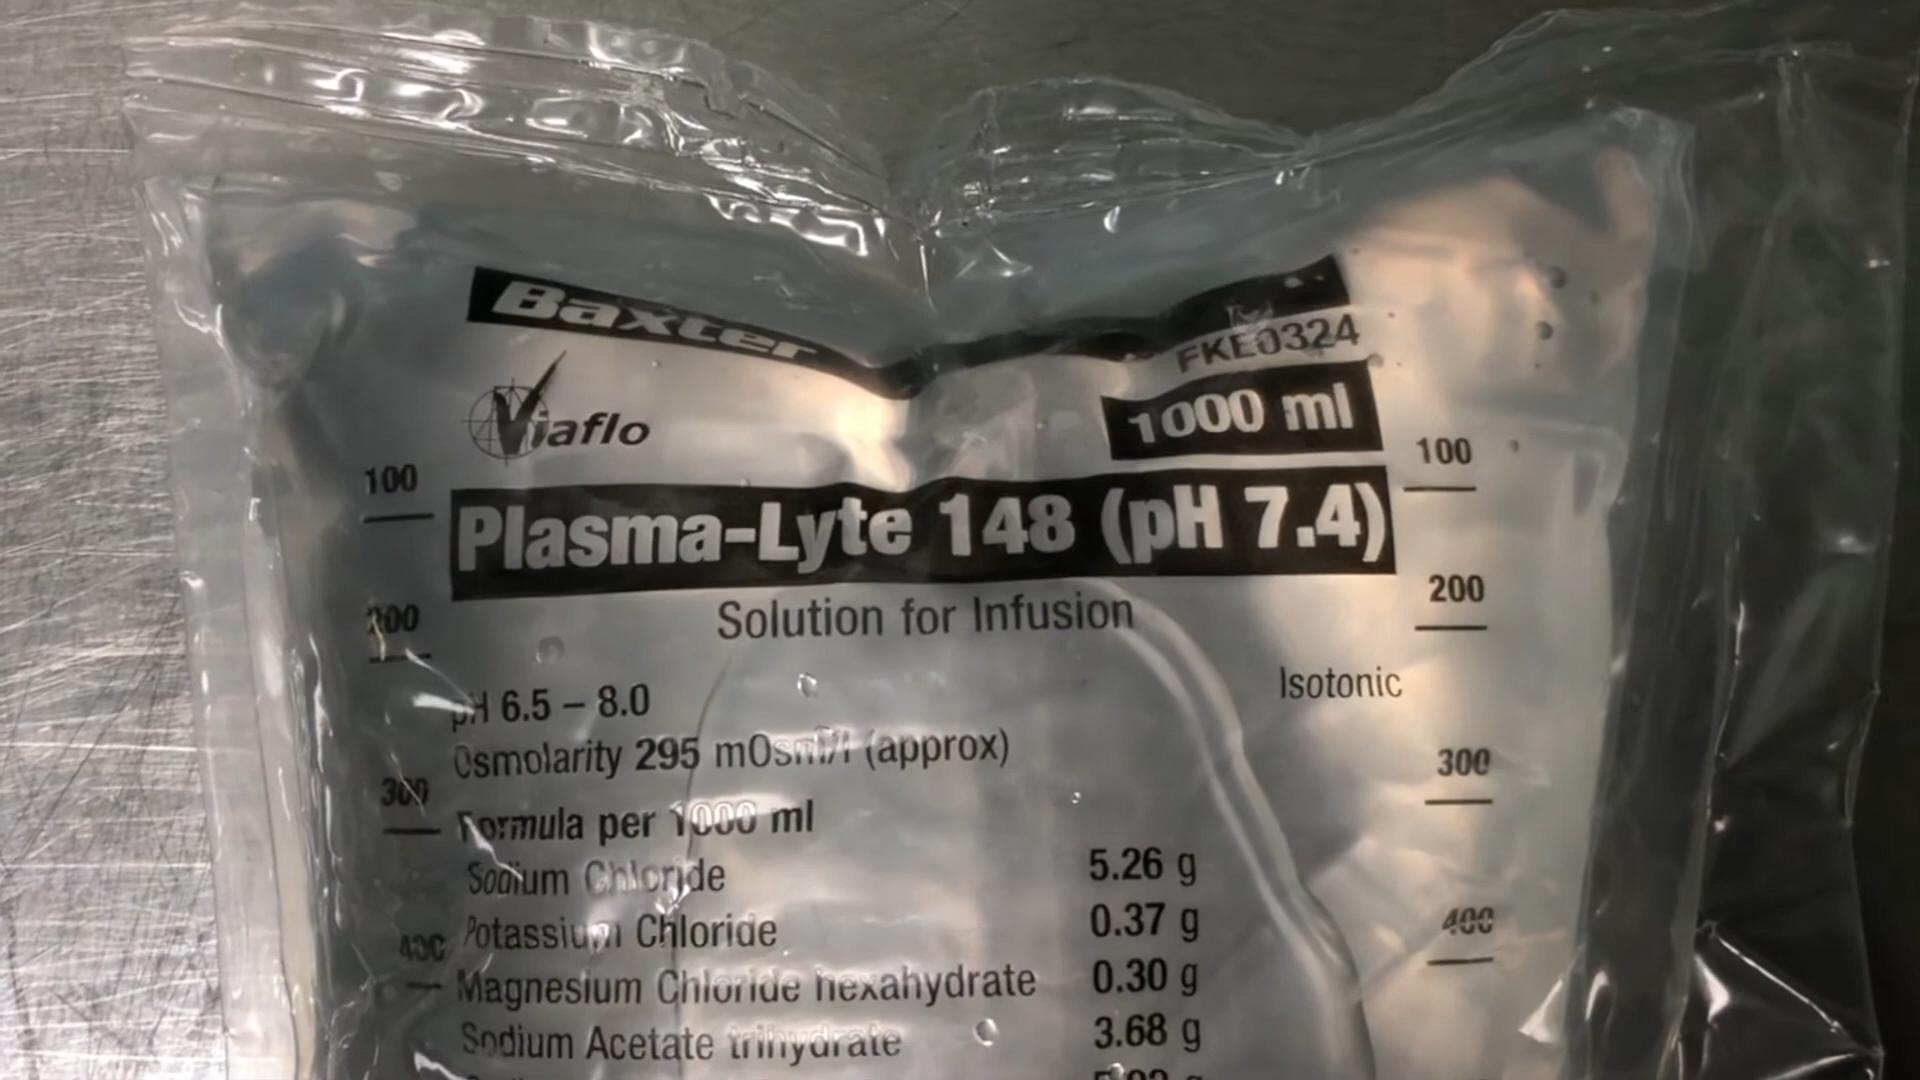 Baxter
FKE0324
Viaflo
1000 ml
100
100
Plasma-Lyte 148 (pH 7.4)
200
Solution for Infusion
200
pH 6.5 – 8.0
Isotonic
Osmolarity 295 mOsm/l (approx)
300
300
Formula per 1000 ml
Sodium Chloride 5.26 g
Potassium Chloride 0.37 g
400
400
Magnesium Chloride hexahydrate 0.30 g
Sodium Acetate trihydrate 3.68 g